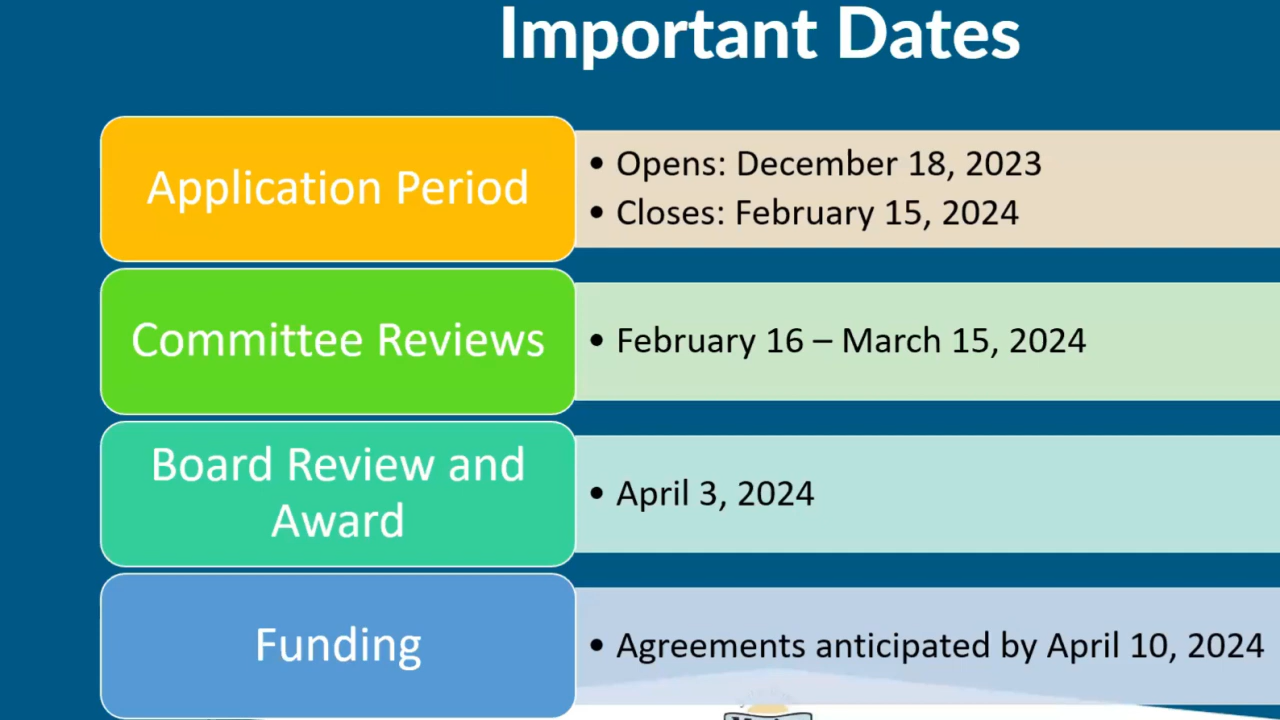 Important Dates
Application Period
• Opens: December 18, 2023
• Closes: February 15, 2024
Committee Reviews
• February 16 – March 15, 2024
Board Review and
Award
• April 3, 2024
Funding
• Agreements anticipated by April 10, 2024